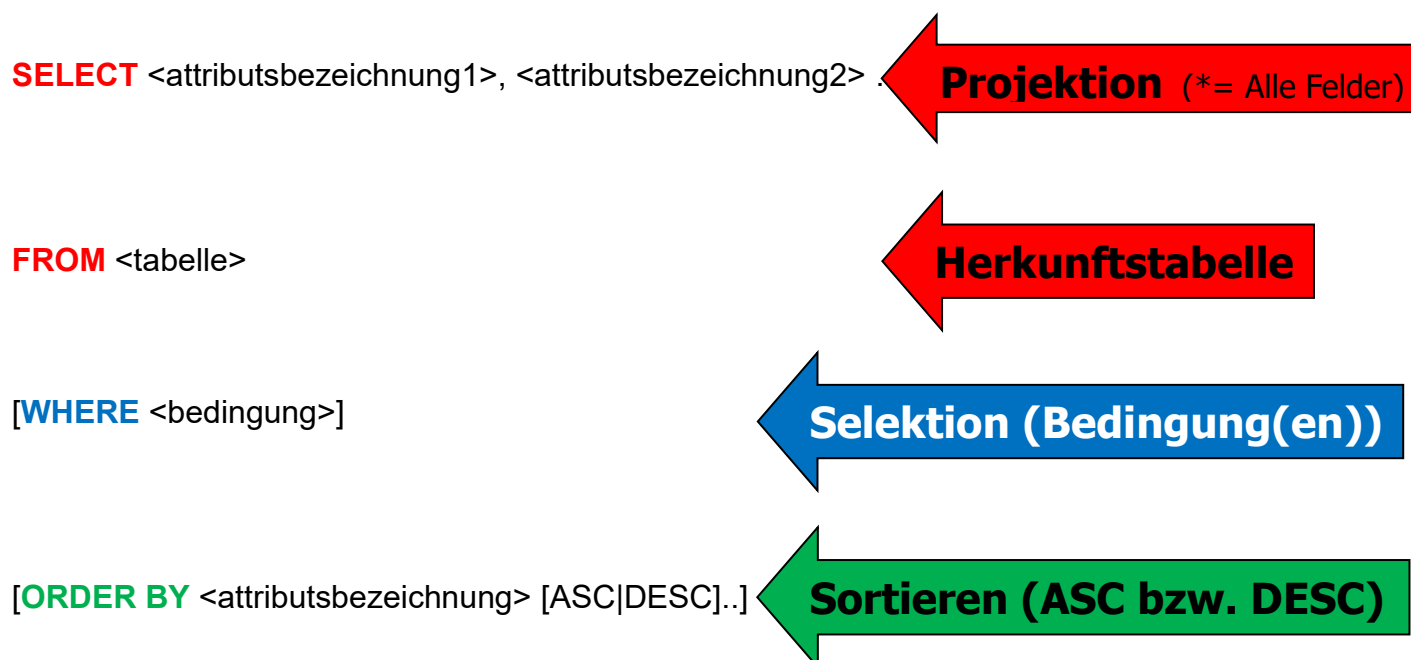 SELECT <attributsbezeichnung1>, <attributsbezeichnung2> . Projektion (*= Alle Felder)
FROM <tabelle> Herkunftstabelle
[WHERE <bedingung>] Selektion (Bedingung(en))
[ORDER BY <attributsbezeichnung> [ASC|DESC]..] Sortieren (ASC bzw. DESC)